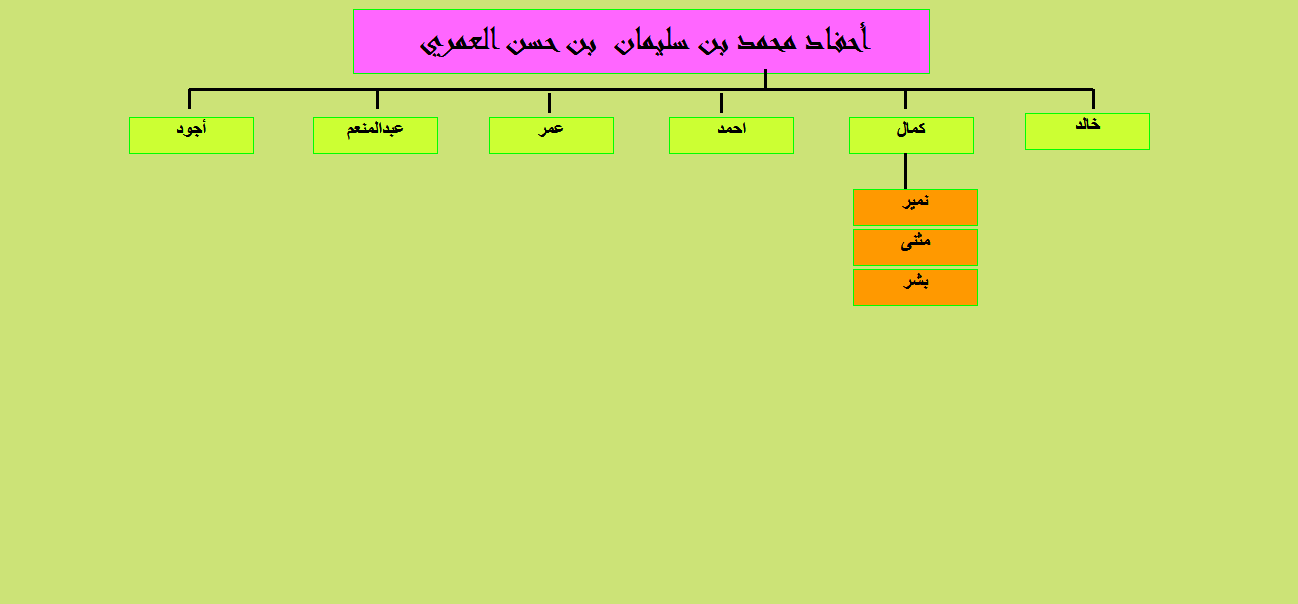 أحفاد محمد بن سليمان بن حسن العمري
خالد
كمال
احمد
عمر
عبدالمنعم
أجود
نمير
مثنى
بشر